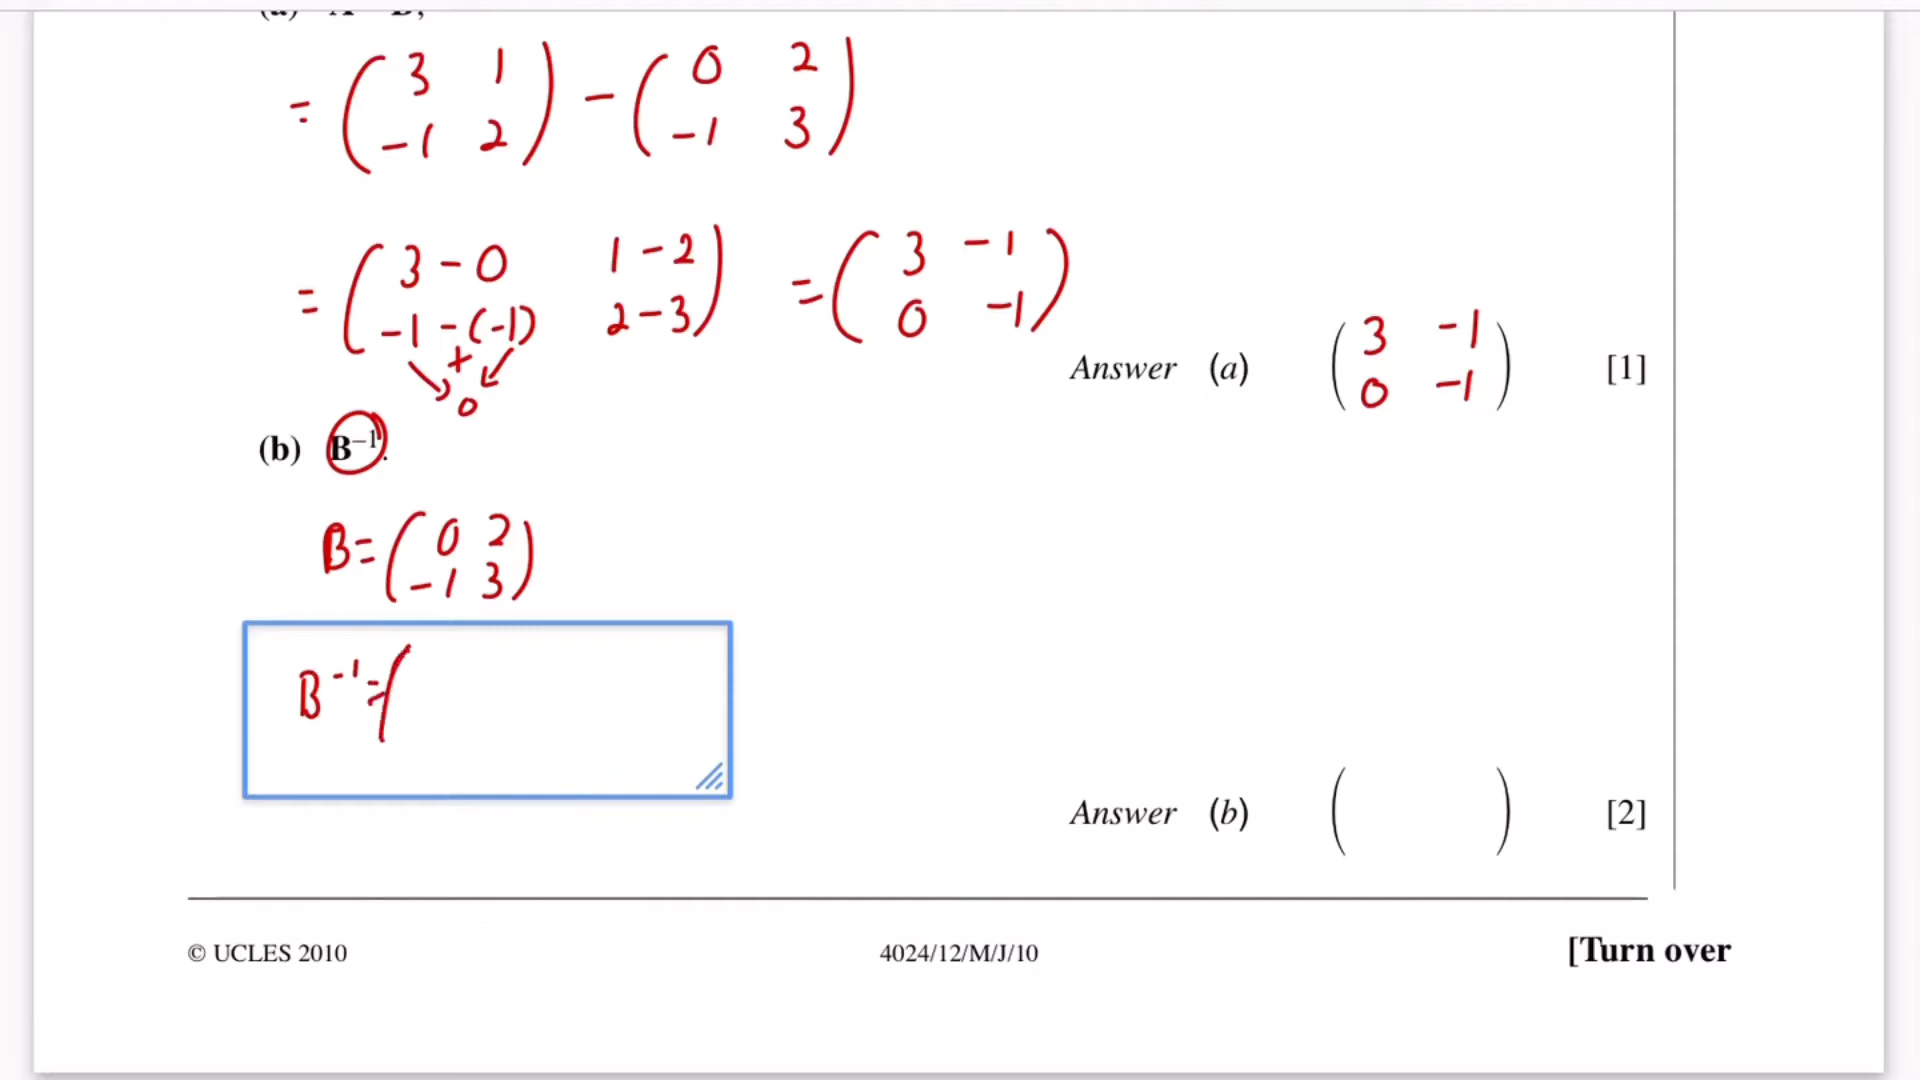 (a) A – B,
= ( 3 1 ) – ( 0 2 )
-1 2 -1 3
= ( 3 - 0 1 - 2 ) = ( 3 -1 )
-1 - (-1) 2 - 3 0 -1
+
0
Answer (a) ( 3 -1 ) [1]
0 -1
(b) B⁻¹.
B = ( 0 2 )
-1 3
B⁻¹ = (
Answer (b) ( ) [2]
© UCLES 2010 4024/12/M/J/10 [Turn over